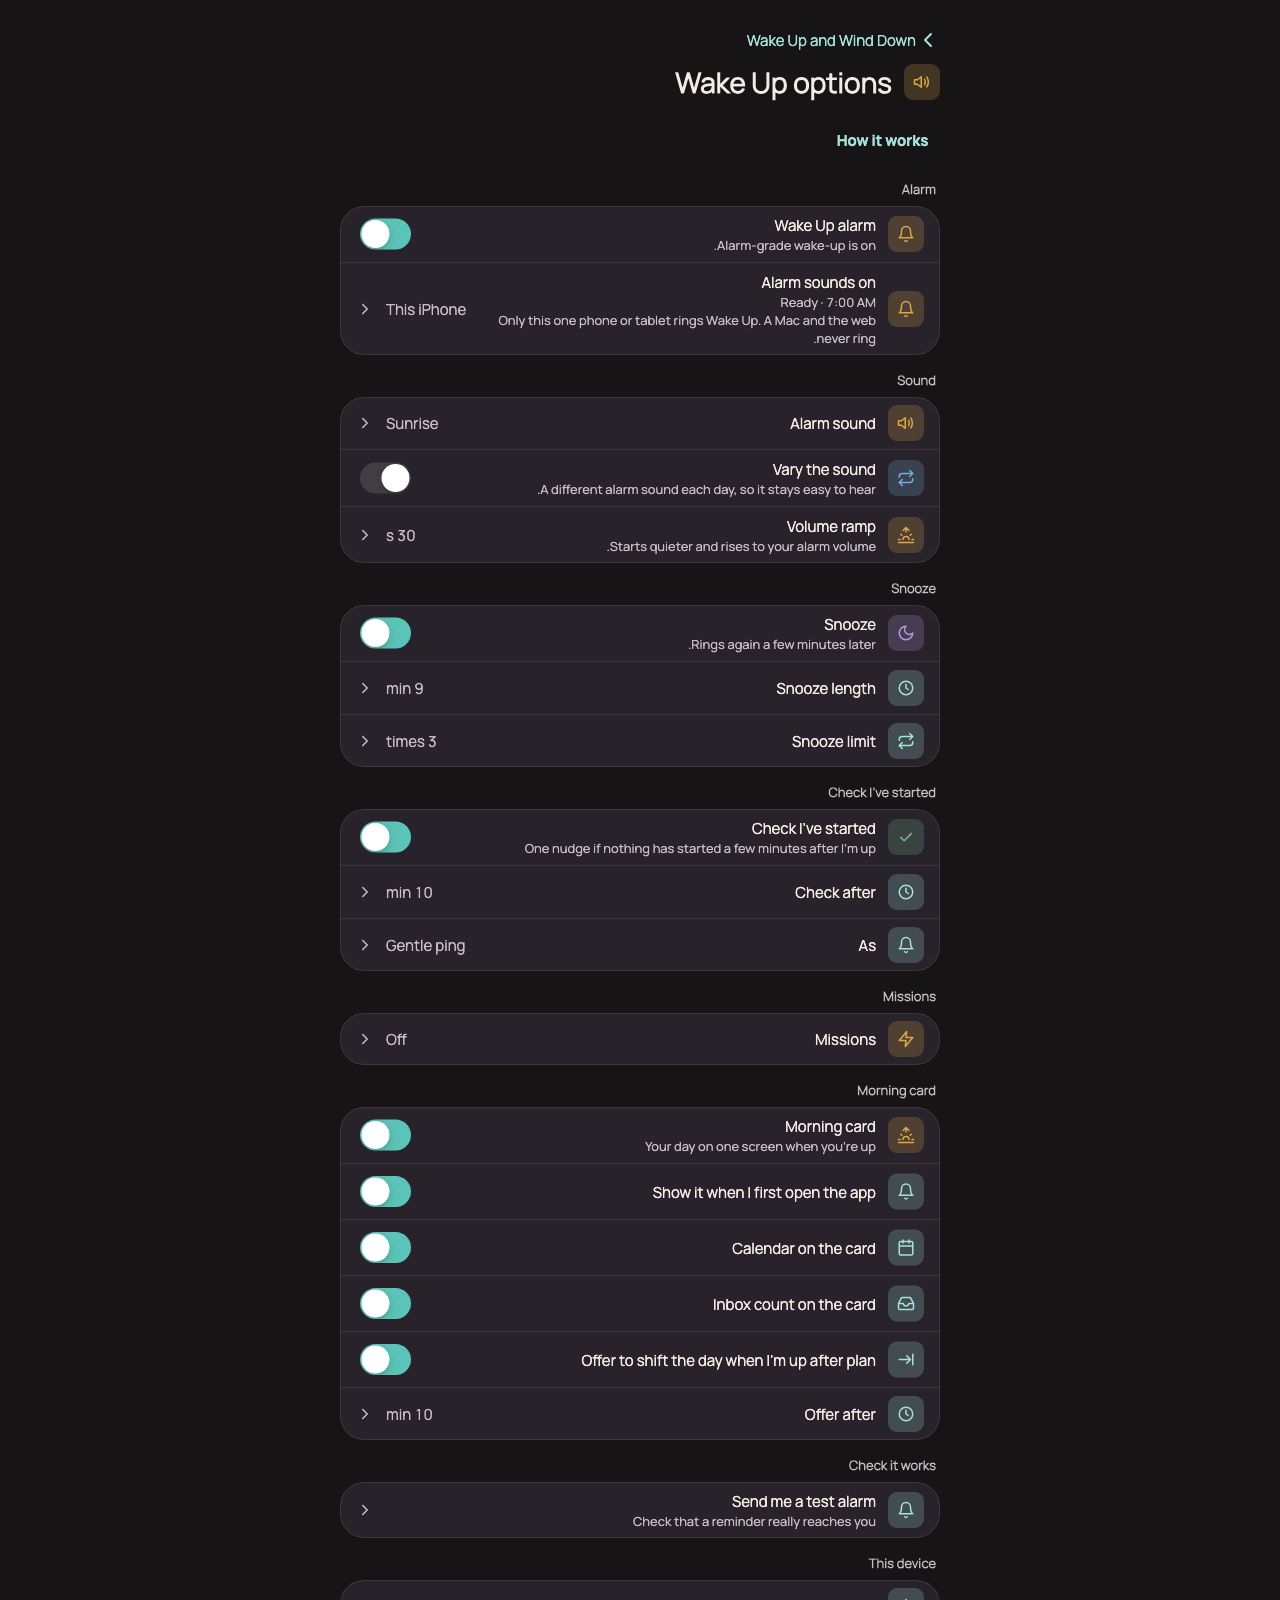 Wake Up and Wind Down
Wake Up options
How it works
Alarm
Wake Up alarm
.Alarm-grade wake-up is on
Alarm sounds on
Ready · 7:00 AM
Only this one phone or tablet rings Wake Up. A Mac and the web
.never ring
This iPhone
Sound
Alarm sound
Sunrise
Vary the sound
.A different alarm sound each day, so it stays easy to hear
Volume ramp
.Starts quieter and rises to your alarm volume
s 30
Snooze
Snooze
.Rings again a few minutes later
Snooze length
min 9
Snooze limit
times 3
Check I've started
Check I've started
One nudge if nothing has started a few minutes after I'm up
Check after
min 10
As
Gentle ping
Missions
Missions
Off
Morning card
Morning card
Your day on one screen when you're up
Show it when I first open the app
Calendar on the card
Inbox count on the card
Offer to shift the day when I'm up after plan
Offer after
min 10
Check it works
Send me a test alarm
Check that a reminder really reaches you
This device